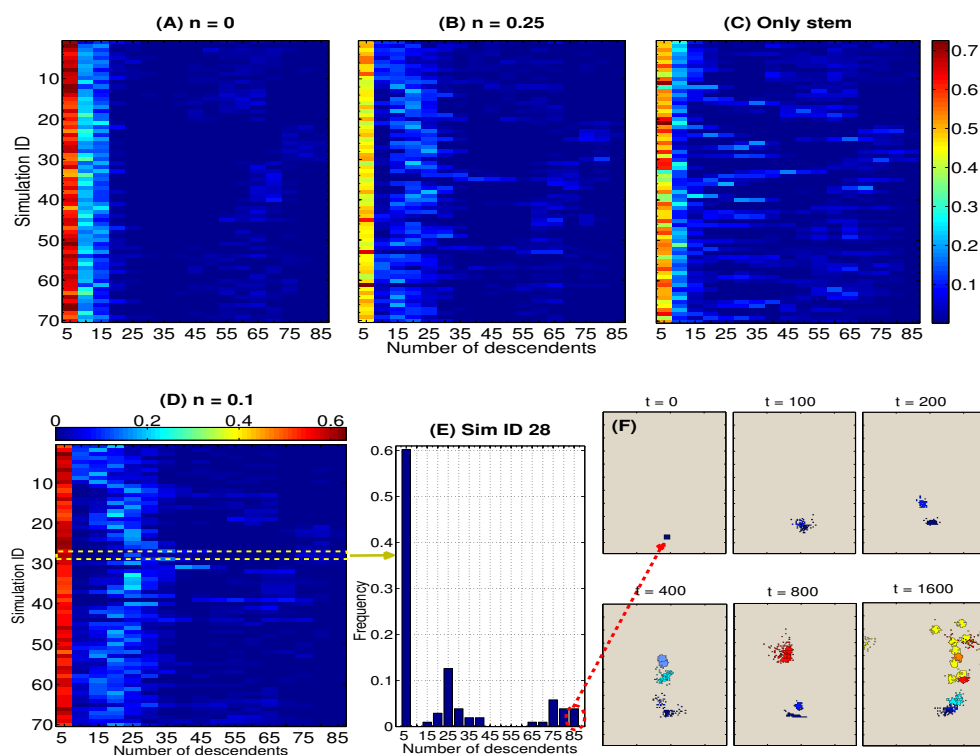 (A) n = 0
(B) n = 0.25
(C) Only stem
Simulation ID
10
20
30
40
50
60
70
5 15 25 35 45 55 65 75 85
5 15 25 35 45 55 65 75 85
5 15 25 35 45 55 65 75 85
Number of descendents
Number of descendents
0.7
0.6
0.5
0.4
0.3
0.2
0.1
(D) n = 0.1
0 0.2 0.4 0.6
Simulation ID
10
20
30
40
50
60
70
5 15 25 35 45 55 65 75 85
Number of descendents
(E) Sim ID 28
Frequency
0.6
0.5
0.4
0.3
0.2
0.1
0
5 15 25 35 45 55 65 75 85
Number of descendents
(F)
t = 0
t = 100
t = 200
t = 400
t = 800
t = 1600